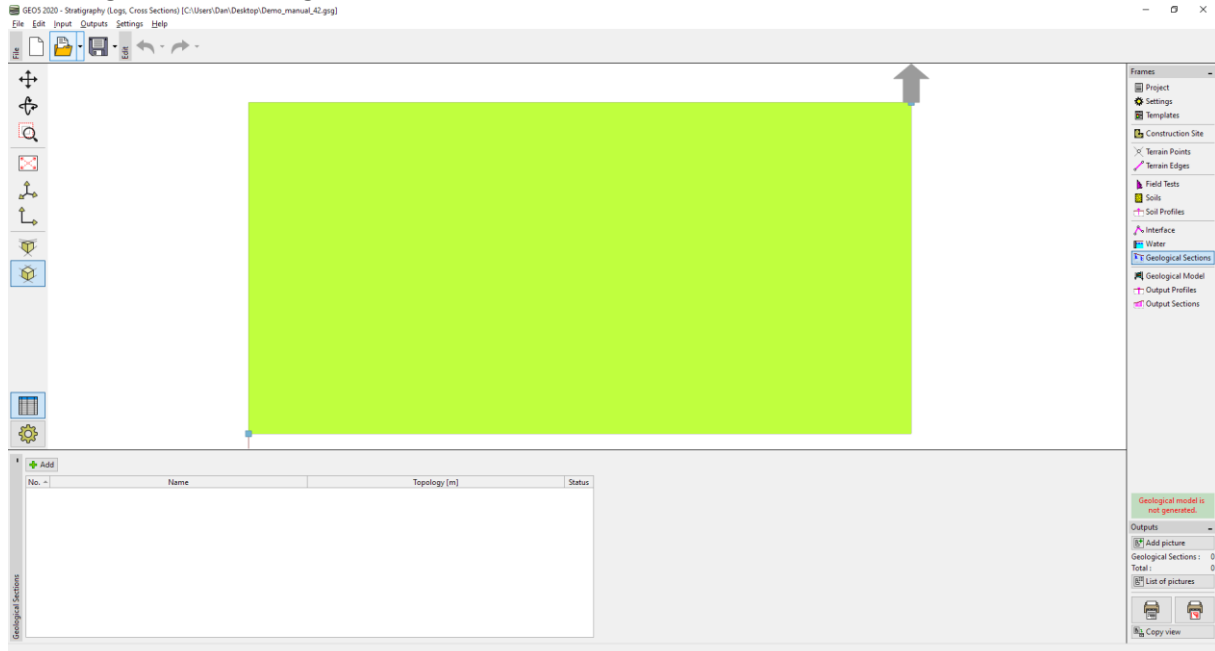 GEO5 2020 - Stratigraphy (Logs, Cross Sections) [C:\Users\Dan\Desktop\Demo_manual_42.gsg]
File Edit Input Outputs Settings Help
File
Edit
Frames
Project
Settings
Templates
Construction Site
Terrain Points
Terrain Edges
Field Tests
Soils
Soil Profiles
Interface
Water
Geological Sections
Geological Model
Output Profiles
Output Sections
Add
No. Name Topology [m] Status
Geological Sections
Geological model is
not generated.
Outputs
Add picture
Geological Sections : 0
Total : 0
List of pictures
Copy view